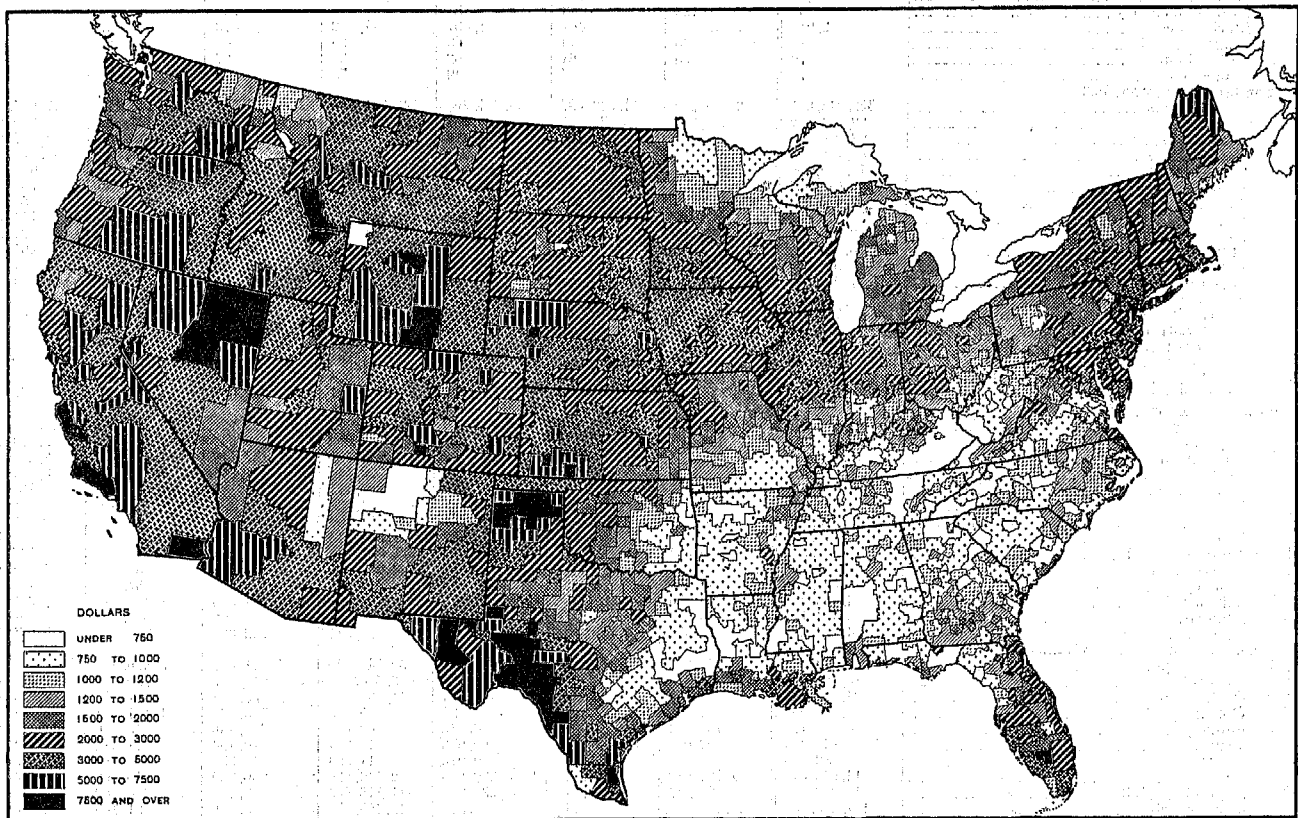 DOLLARS
UNDER 750
750 TO 1000
1000 TO 1200
1200 TO 1500
1500 TO 2000
2000 TO 3000
3000 TO 5000
5000 TO 7500
7500 AND OVER